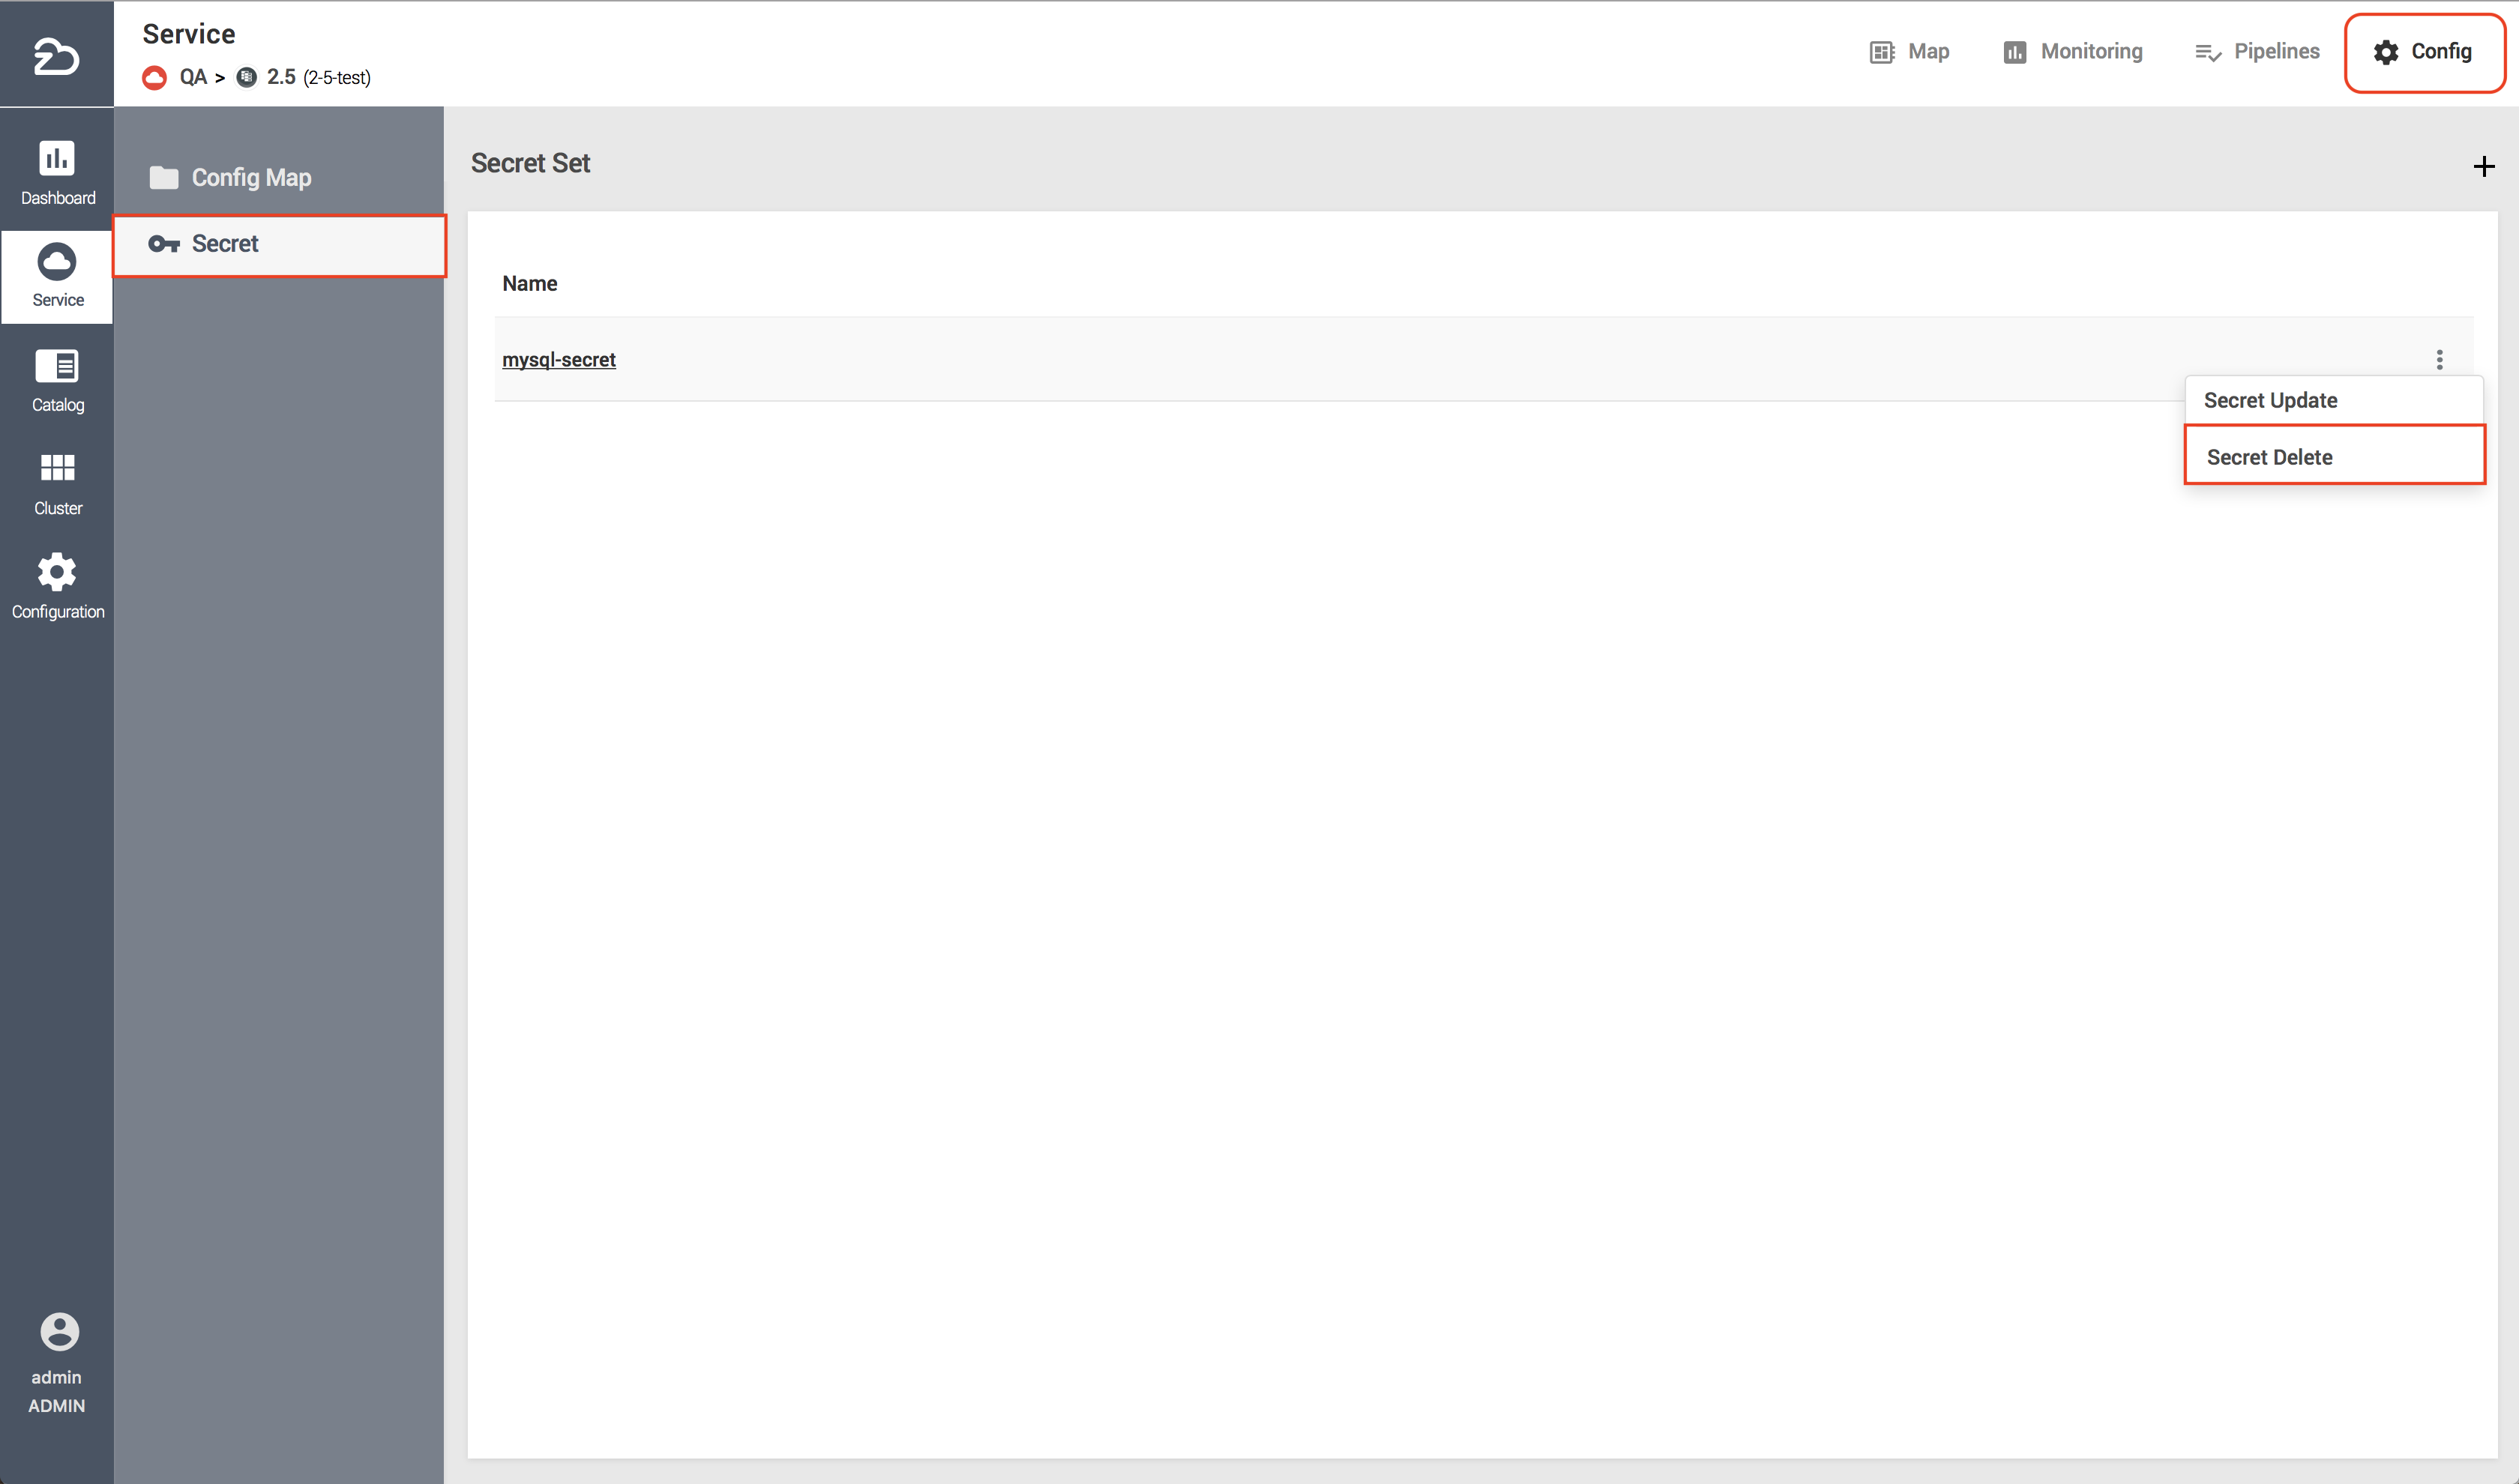 Service
QA > 2.5 (2-5-test)
Map
Monitoring
Pipelines
Config
Dashboard
Service
Catalog
Cluster
Configuration
admin
ADMIN
Config Map
Secret
Secret Set
+
Name
mysql-secret
Secret Update
Secret Delete